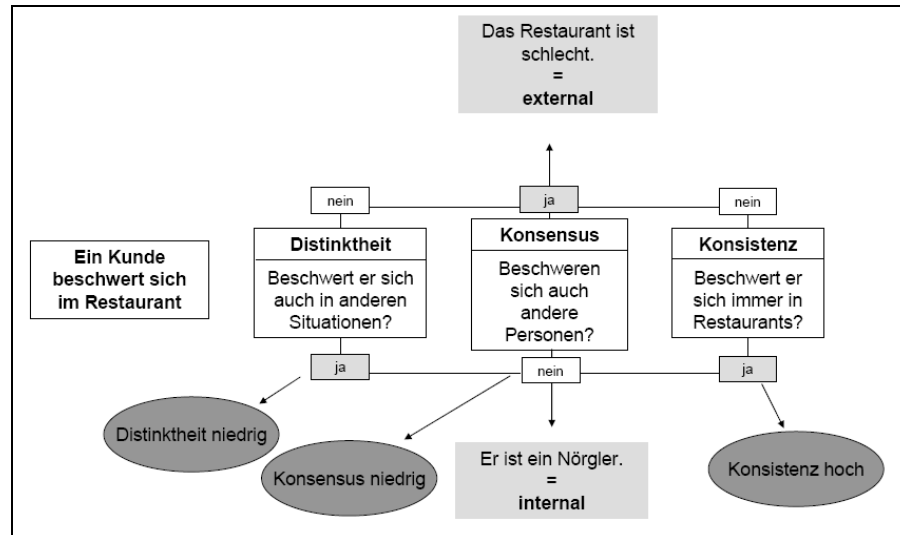 Das Restaurant ist
schlecht.
=
external
nein
ja
nein
Ein Kunde
beschwert sich
im Restaurant
Distinktheit
Beschwert er sich
auch in anderen
Situationen?
Konsensus
Beschweren
sich auch
andere
Personen?
Konsistenz
Beschwert er
sich immer in
Restaurants?
ja
nein
ja
Distinktheit niedrig
Konsensus niedrig
Er ist ein Nörgler.
=
internal
Konsistenz hoch